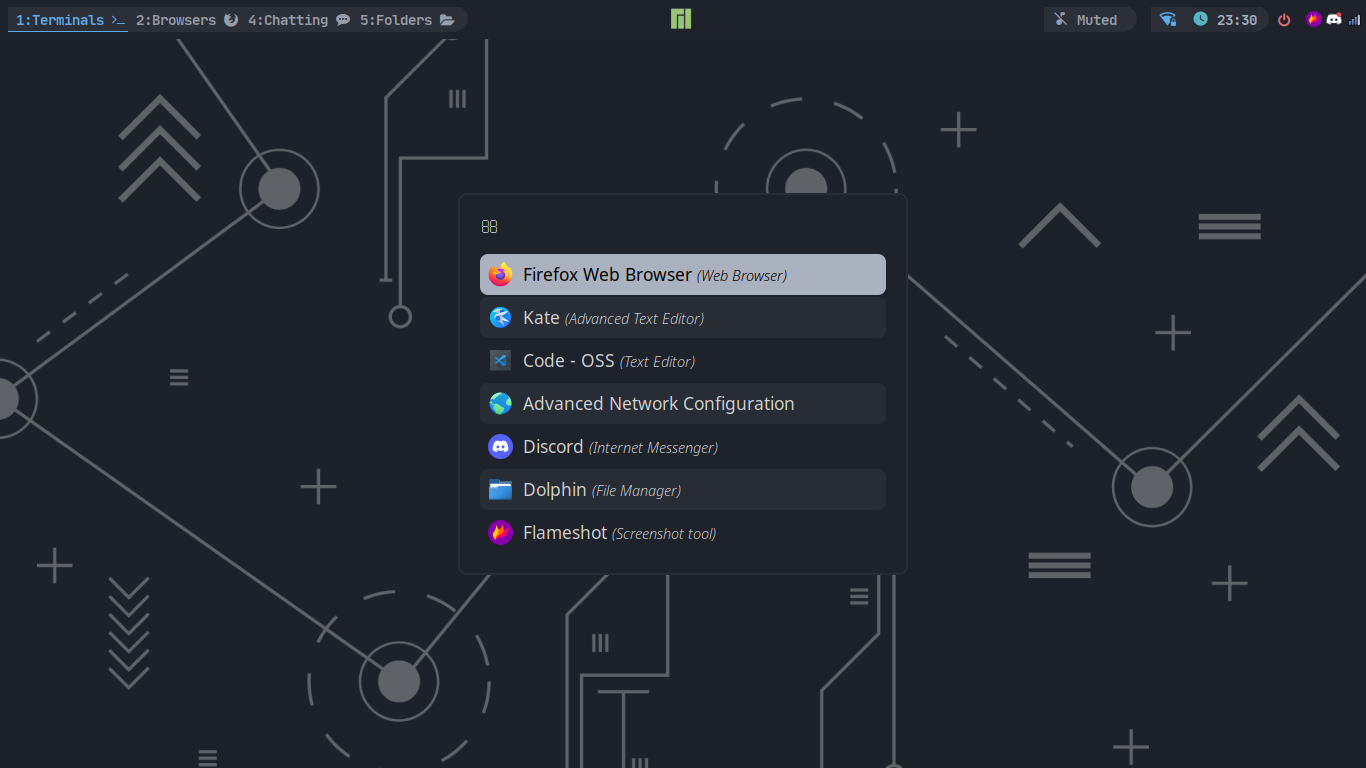 1:Terminals 2:Browsers 4:Chatting 5:Folders Muted 23:30
Firefox Web Browser (Web Browser)
Kate (Advanced Text Editor)
Code - OSS (Text Editor)
Advanced Network Configuration
Discord (Internet Messenger)
Dolphin (File Manager)
Flameshot (Screenshot tool)